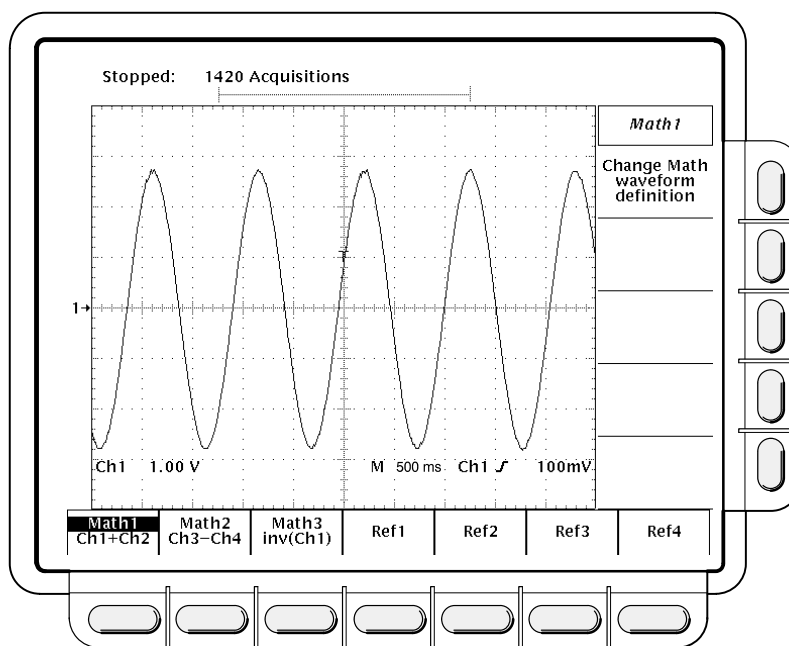 Stopped: 1420 Acquisitions
Math1
Change Math
waveform
definition
1
Ch1 1.00 V M 500 ms Ch1 100mV
Math1
Ch1+Ch2
Math2
Ch3−Ch4
Math3
inv(Ch1)
Ref1
Ref2
Ref3
Ref4